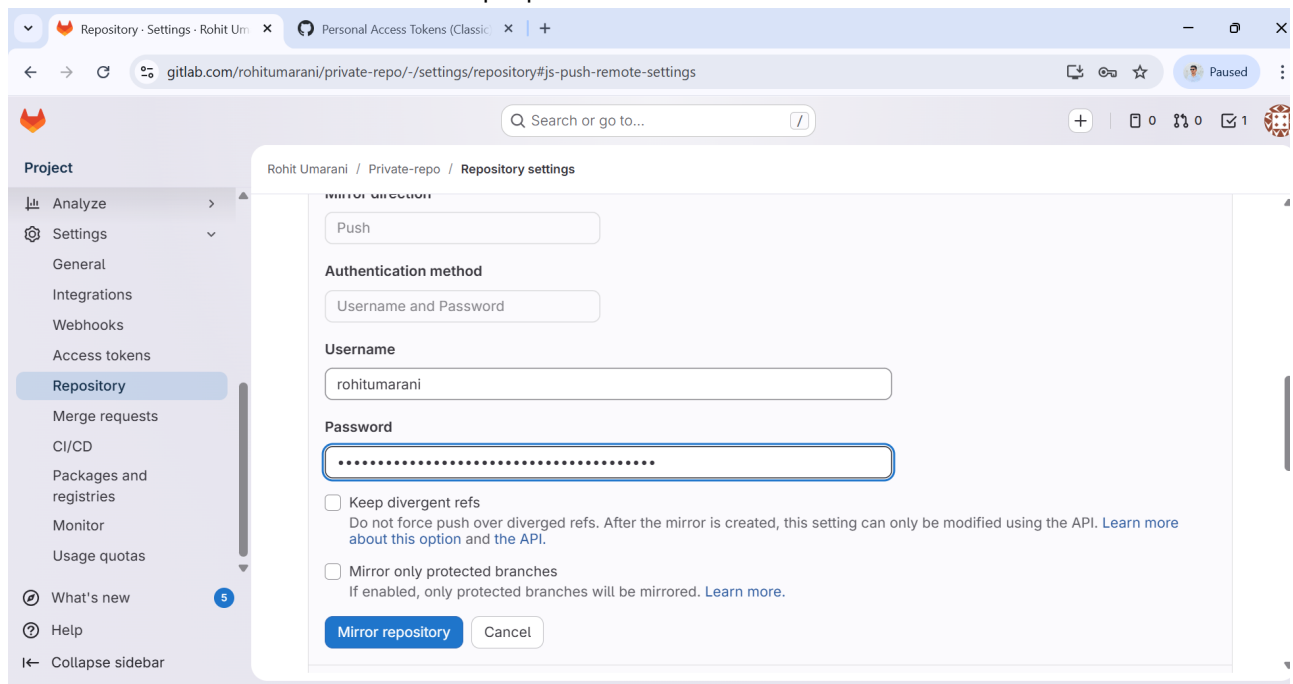 Repository · Settings · Rohit Um
Personal Access Tokens (Classic)
gitlab.com/rohitumarani/private-repo/-/settings/repository#js-push-remote-settings
Paused
Search or go to...
/
0
0
1
Project
Rohit Umarani / Private-repo / Repository settings
Analyze
Settings
General
Integrations
Webhooks
Access tokens
Repository
Merge requests
CI/CD
Packages and
registries
Monitor
Usage quotas
What's new
5
Help
Collapse sidebar
Mirror direction
Push
Authentication method
Username and Password
Username
rohitumarani
Password
Keep divergent refs
Do not force push over diverged refs. After the mirror is created, this setting can only be modified using the API. Learn more
about this option and the API.
Mirror only protected branches
If enabled, only protected branches will be mirrored. Learn more.
Mirror repository
Cancel